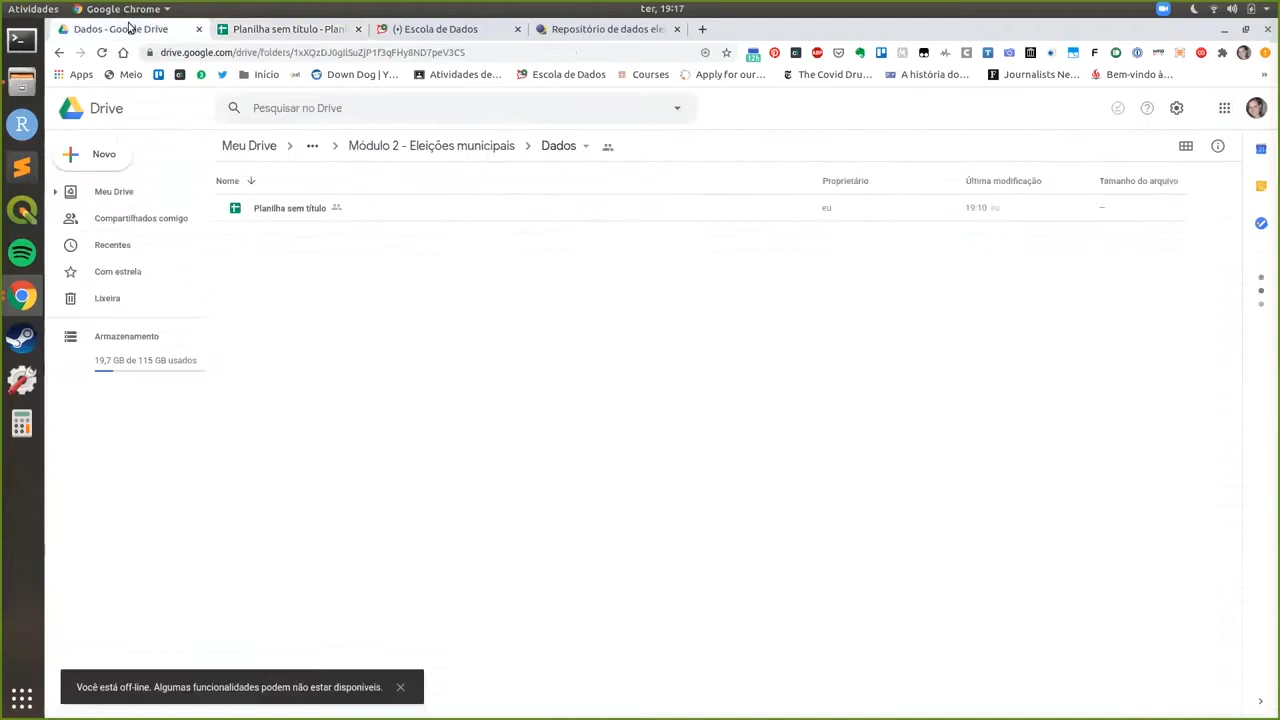 Atividades Google Chrome ter, 19:17
Dados - Google Drive Planilha sem título - Plani (•) Escola de Dados Repositório de dados ele
drive.google.com/drive/folders/
Apps Meio Início Down Dog | Y... Atividades de... Escola de Dados Courses Apply for our... The Covid Dru... A história do... Journalists Ne... Bem-vindo à...
Drive Pesquisar no Drive
Novo Meu Drive ... Módulo 2 - Eleições municipais Dados
Nome Proprietário Última modificação Tamanho do arquivo
Planilha sem título eu 19:10 eu —
Meu Drive
Compartilhados comigo
Recentes
Com estrela
Lixeira
Armazenamento
19,7 GB de 115 GB usados
Você está off-line. Algumas funcionalidades podem não estar disponíveis.